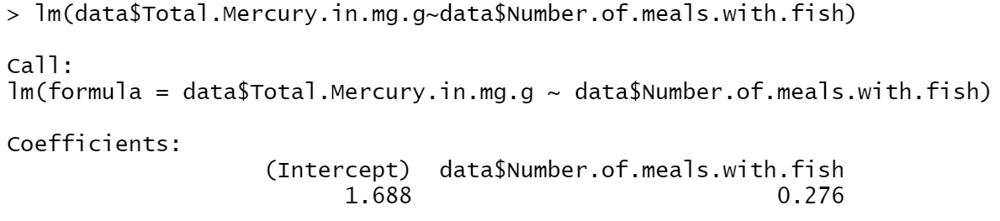 > lm(data$Total.Mercury.in.mg.g~data$Number.of.meals.with.fish)
Call:
lm(formula = data$Total.Mercury.in.mg.g ~ data$Number.of.meals.with.fish)
Coefficients:
(Intercept) data$Number.of.meals.with.fish
1.688 0.276